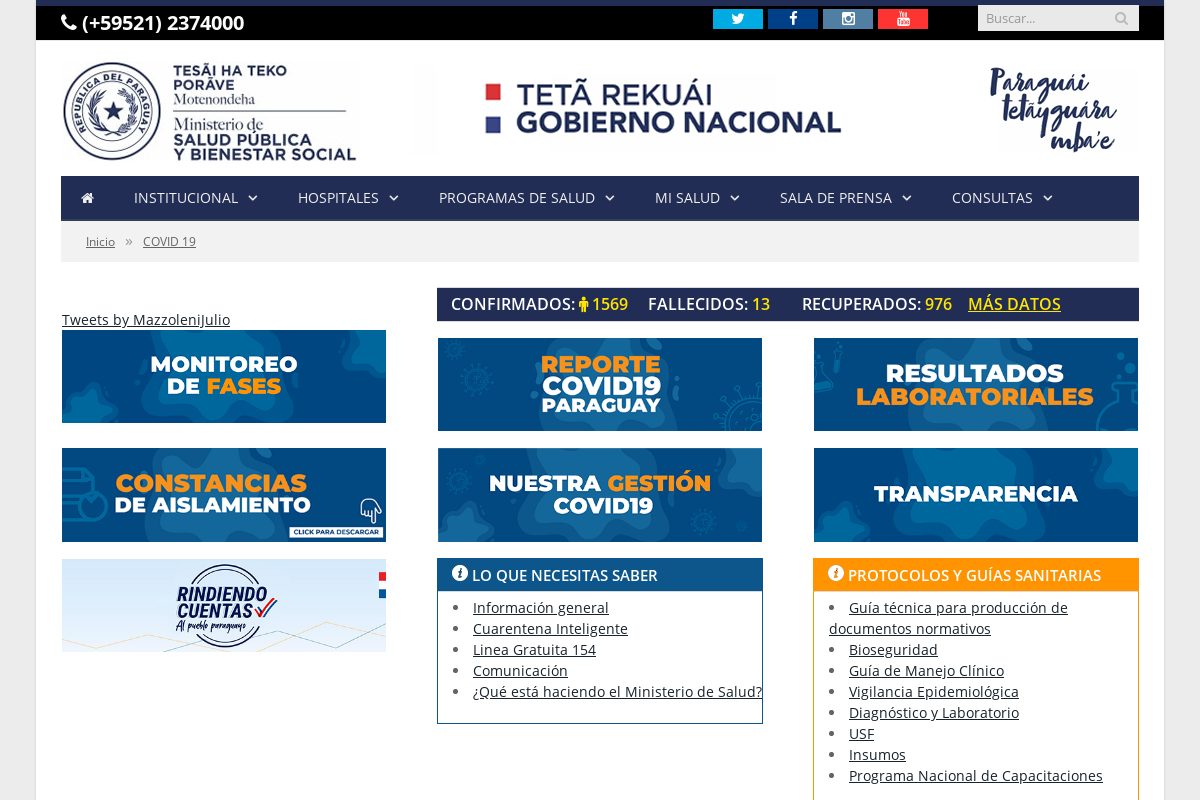 (+59521) 2374000
Buscar...
REPUBLICA DEL PARAGUAY
TESÃI HA TEKO
PORÃVE
Motenondeha
Ministerio de
SALUD PÚBLICA
Y BIENESTAR SOCIAL
TETÃ REKUÁI
GOBIERNO NACIONAL
Paraguái
tetãyguára
mba'e
INSTITUCIONAL
HOSPITALES
PROGRAMAS DE SALUD
MI SALUD
SALA DE PRENSA
CONSULTAS
Inicio » COVID 19
CONFIRMADOS: 1569 FALLECIDOS: 13 RECUPERADOS: 976 MÁS DATOS
Tweets by MazzoleniJulio
MONITOREO
DE FASES
REPORTE
COVID19
PARAGUAY
RESULTADOS
LABORATORIALES
CONSTANCIAS
DE AISLAMIENTO
CLICK PARA DESCARGAR
NUESTRA GESTIÓN
COVID19
TRANSPARENCIA
RINDIENDO
CUENTAS
Al pueblo paraguayo
LO QUE NECESITAS SABER
Información general
Cuarentena Inteligente
Linea Gratuita 154
Comunicación
¿Qué está haciendo el Ministerio de Salud?
PROTOCOLOS Y GUÍAS SANITARIAS
Guía técnica para producción de
documentos normativos
Bioseguridad
Guía de Manejo Clínico
Vigilancia Epidemiológica
Diagnóstico y Laboratorio
USF
Insumos
Programa Nacional de Capacitaciones